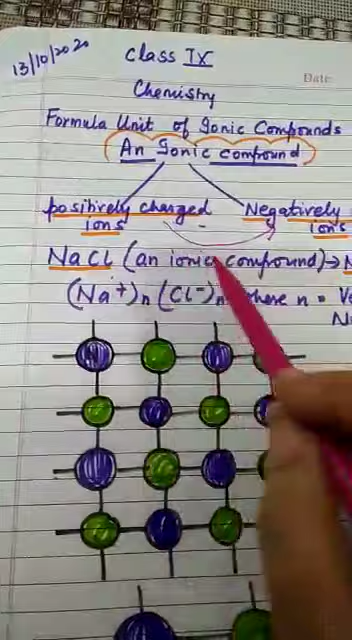 13/10/2020
Class IX
Date:
Chemistry
Formula Unit of Ionic Compounds
An Ionic compound
positively charged Negatively
ions ions
NaCl (an ionic compound) → N
(Na⁺)n (Cl⁻)n where n =